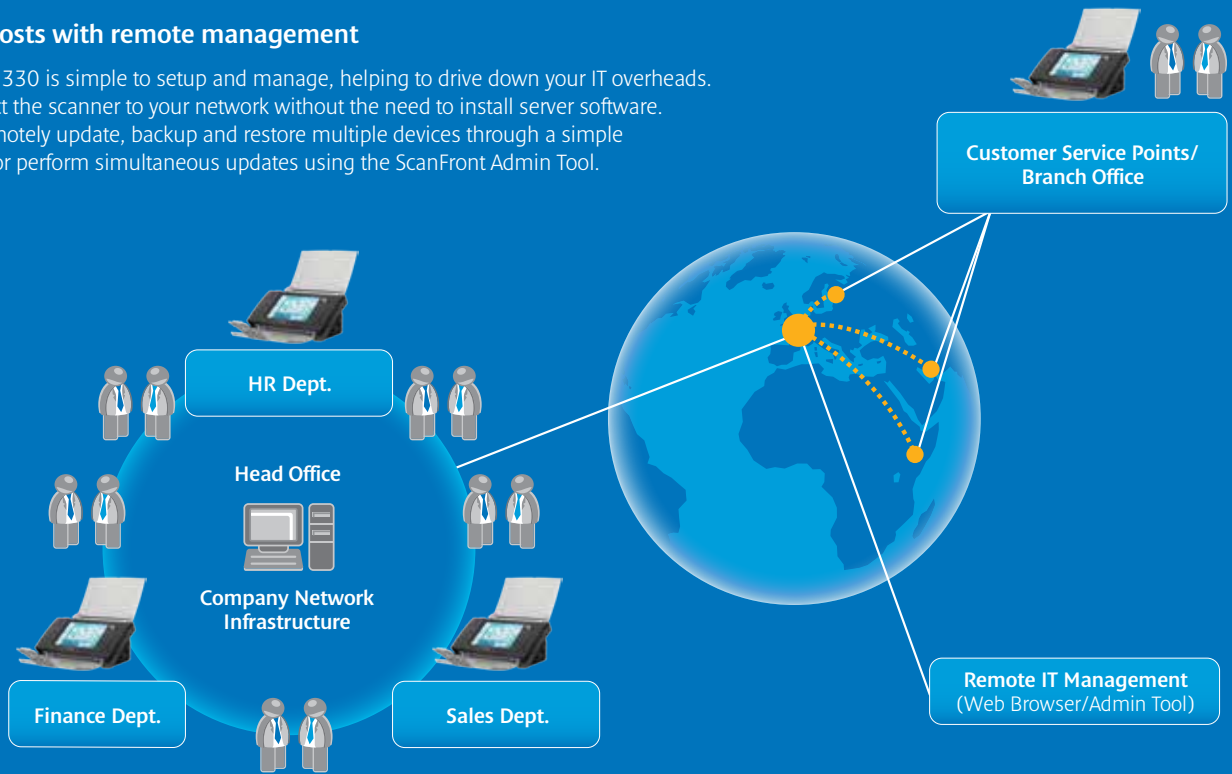 osts with remote management
330 is simple to setup and manage, helping to drive down your IT overheads.
ct the scanner to your network without the need to install server software.
motely update, backup and restore multiple devices through a simple
or perform simultaneous updates using the ScanFront Admin Tool.
Customer Service Points/
Branch Office
HR Dept.
Head Office
Company Network
Infrastructure
Finance Dept.
Sales Dept.
Remote IT Management
(Web Browser/Admin Tool)